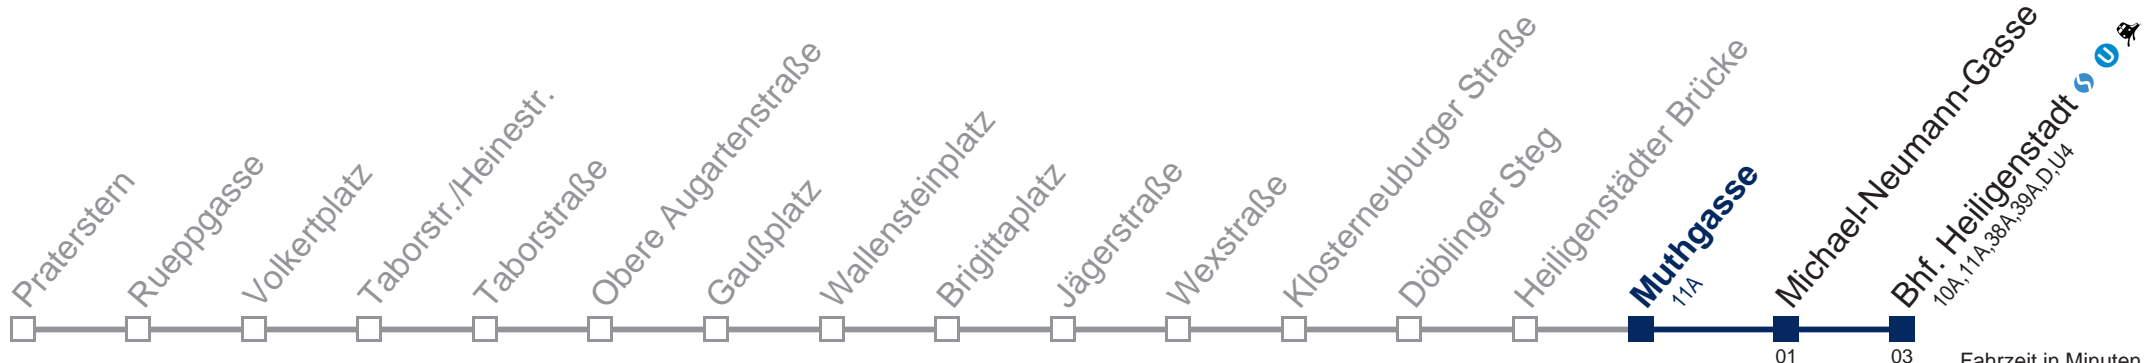 Praterstern
Rueppgasse
Volkertplatz
Taborstr./Heinestr.
Taborstraße
Obere Augartenstraße
Gaußplatz
Wallensteinplatz
Brigittaplatz
Jägerstraße
Wexstraße
Klosterneuburger Straße
Döblinger Steg
Heiligenstädter Brücke
Muthgasse
11A
Michael-Neumann-Gasse
Bhf. Heiligenstadt S U
10A,11A,38A,39A,D,U4
01
03
Fahrzeit in Minuten